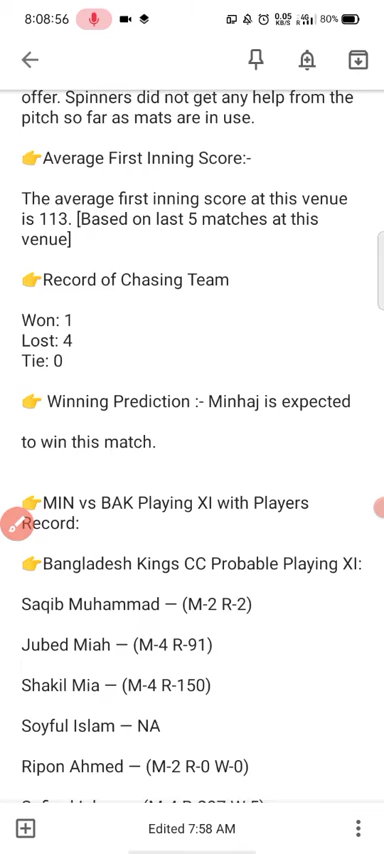 8:08:56
0.05 KB/S
4G
R
80%
offer. Spinners did not get any help from the
pitch so far as mats are in use.
👉Average First Inning Score:-
The average first inning score at this venue
is 113. [Based on last 5 matches at this
venue]
👉Record of Chasing Team
Won: 1
Lost: 4
Tie: 0
👉 Winning Prediction :- Minhaj is expected
to win this match.
👉MIN vs BAK Playing XI with Players
Record:
👉Bangladesh Kings CC Probable Playing XI:
Saqib Muhammad — (M-2 R-2)
Jubed Miah — (M-4 R-91)
Shakil Mia — (M-4 R-150)
Soyful Islam — NA
Ripon Ahmed — (M-2 R-0 W-0)
Edited 7:58 AM